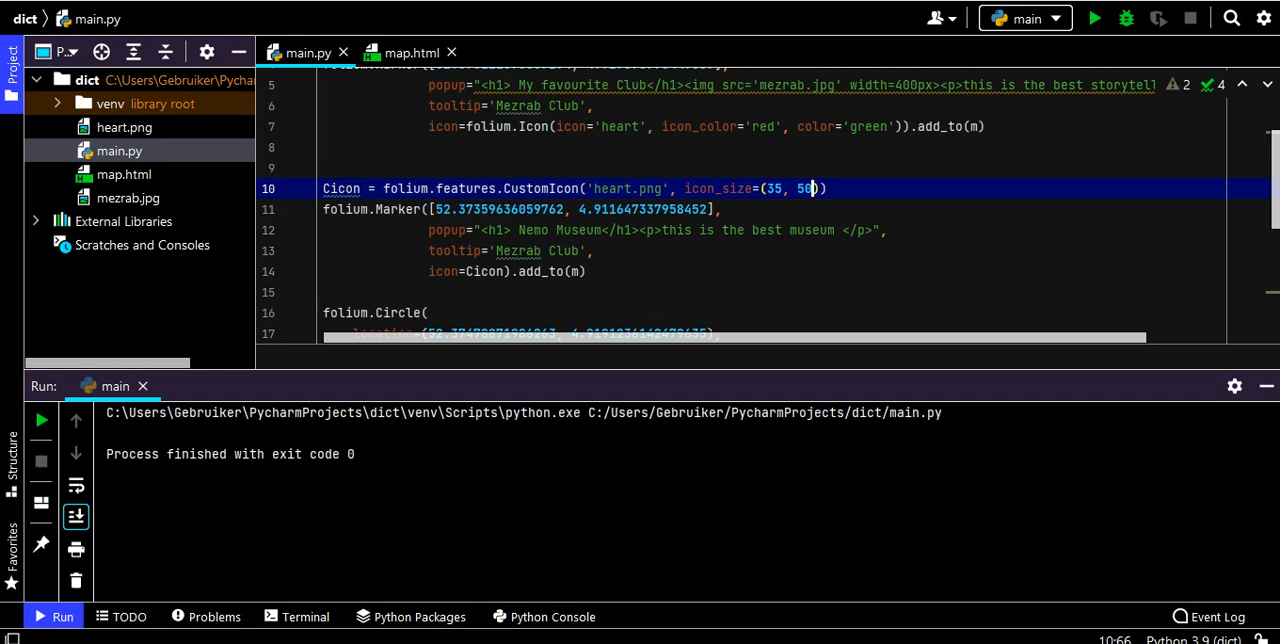 dict main.py main
Project P.. main.py map.html
dict C:\Users\Gebruiker\Pychar
venv library root
heart.png
main.py
map.html
mezrab.jpg
External Libraries
Scratches and Consoles
5 popup="<h1> My favourite Club</h1><img src='mezrab.jpg' width=400px><p>this is the best storytell 2 4
6 tooltip='Mezrab Club',
7 icon=folium.Icon(icon='heart', icon_color='red', color='green')).add_to(m)
8
9
10 Cicon = folium.features.CustomIcon('heart.png', icon_size=(35, 50))
11 folium.Marker([52.37359636059762, 4.911647337958452],
12 popup="<h1> Nemo Museum</h1><p>this is the best museum </p>",
13 tooltip='Mezrab Club',
14 icon=Cicon).add_to(m)
15
16 folium.Circle(
17
Run: main
C:\Users\Gebruiker\PycharmProjects\dict\venv\Scripts\python.exe C:/Users/Gebruiker/PycharmProjects/dict/main.py
Process finished with exit code 0
Structure
Favorites
Run TODO Problems Terminal Python Packages Python Console Event Log
10:66 Python 3.9 (dict)